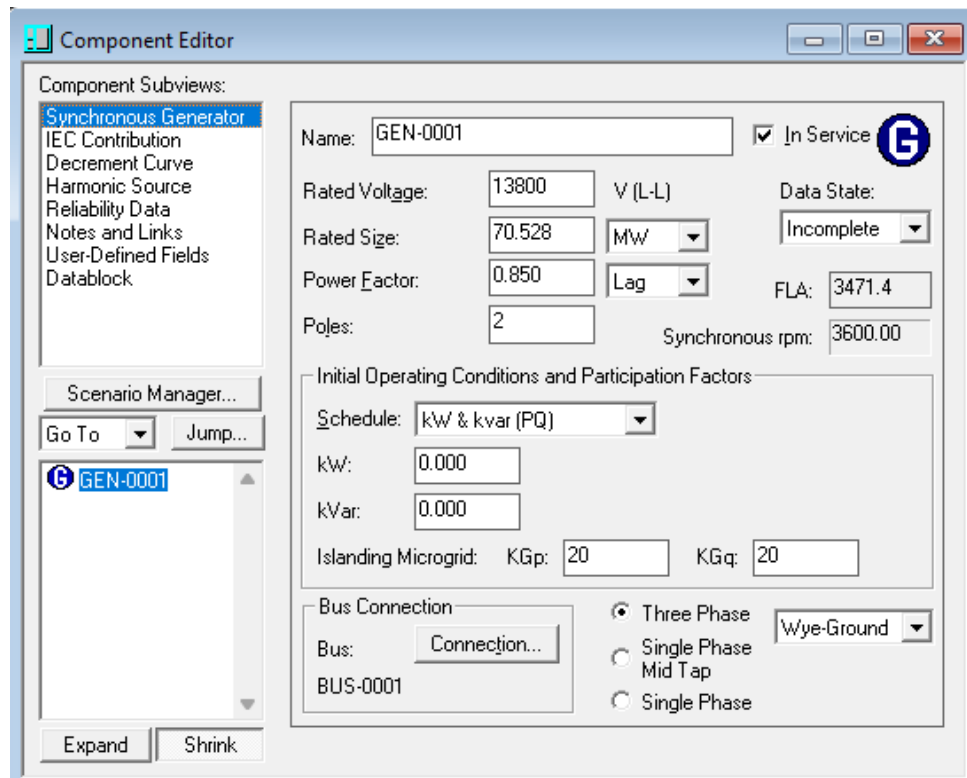 Component Editor
Component Subviews:
Synchronous Generator
IEC Contribution
Decrement Curve
Harmonic Source
Reliability Data
Notes and Links
User-Defined Fields
Datablock
Scenario Manager...
Go To Jump...
G GEN-0001
Expand Shrink
Name: GEN-0001 In Service G
Rated Voltage: 13800 V (L-L) Data State:
Rated Size: 70.528 MW Incomplete
Power Factor: 0.850 Lag FLA: 3471.4
Poles: 2 Synchronous rpm: 3600.00
Initial Operating Conditions and Participation Factors
Schedule: kW & kvar (PQ)
kW: 0.000
kVar: 0.000
Islanding Microgrid: KGp: 20 KGq: 20
Bus Connection
Bus: Connection...
BUS-0001
Three Phase Wye-Ground
Single Phase
Mid Tap
Single Phase